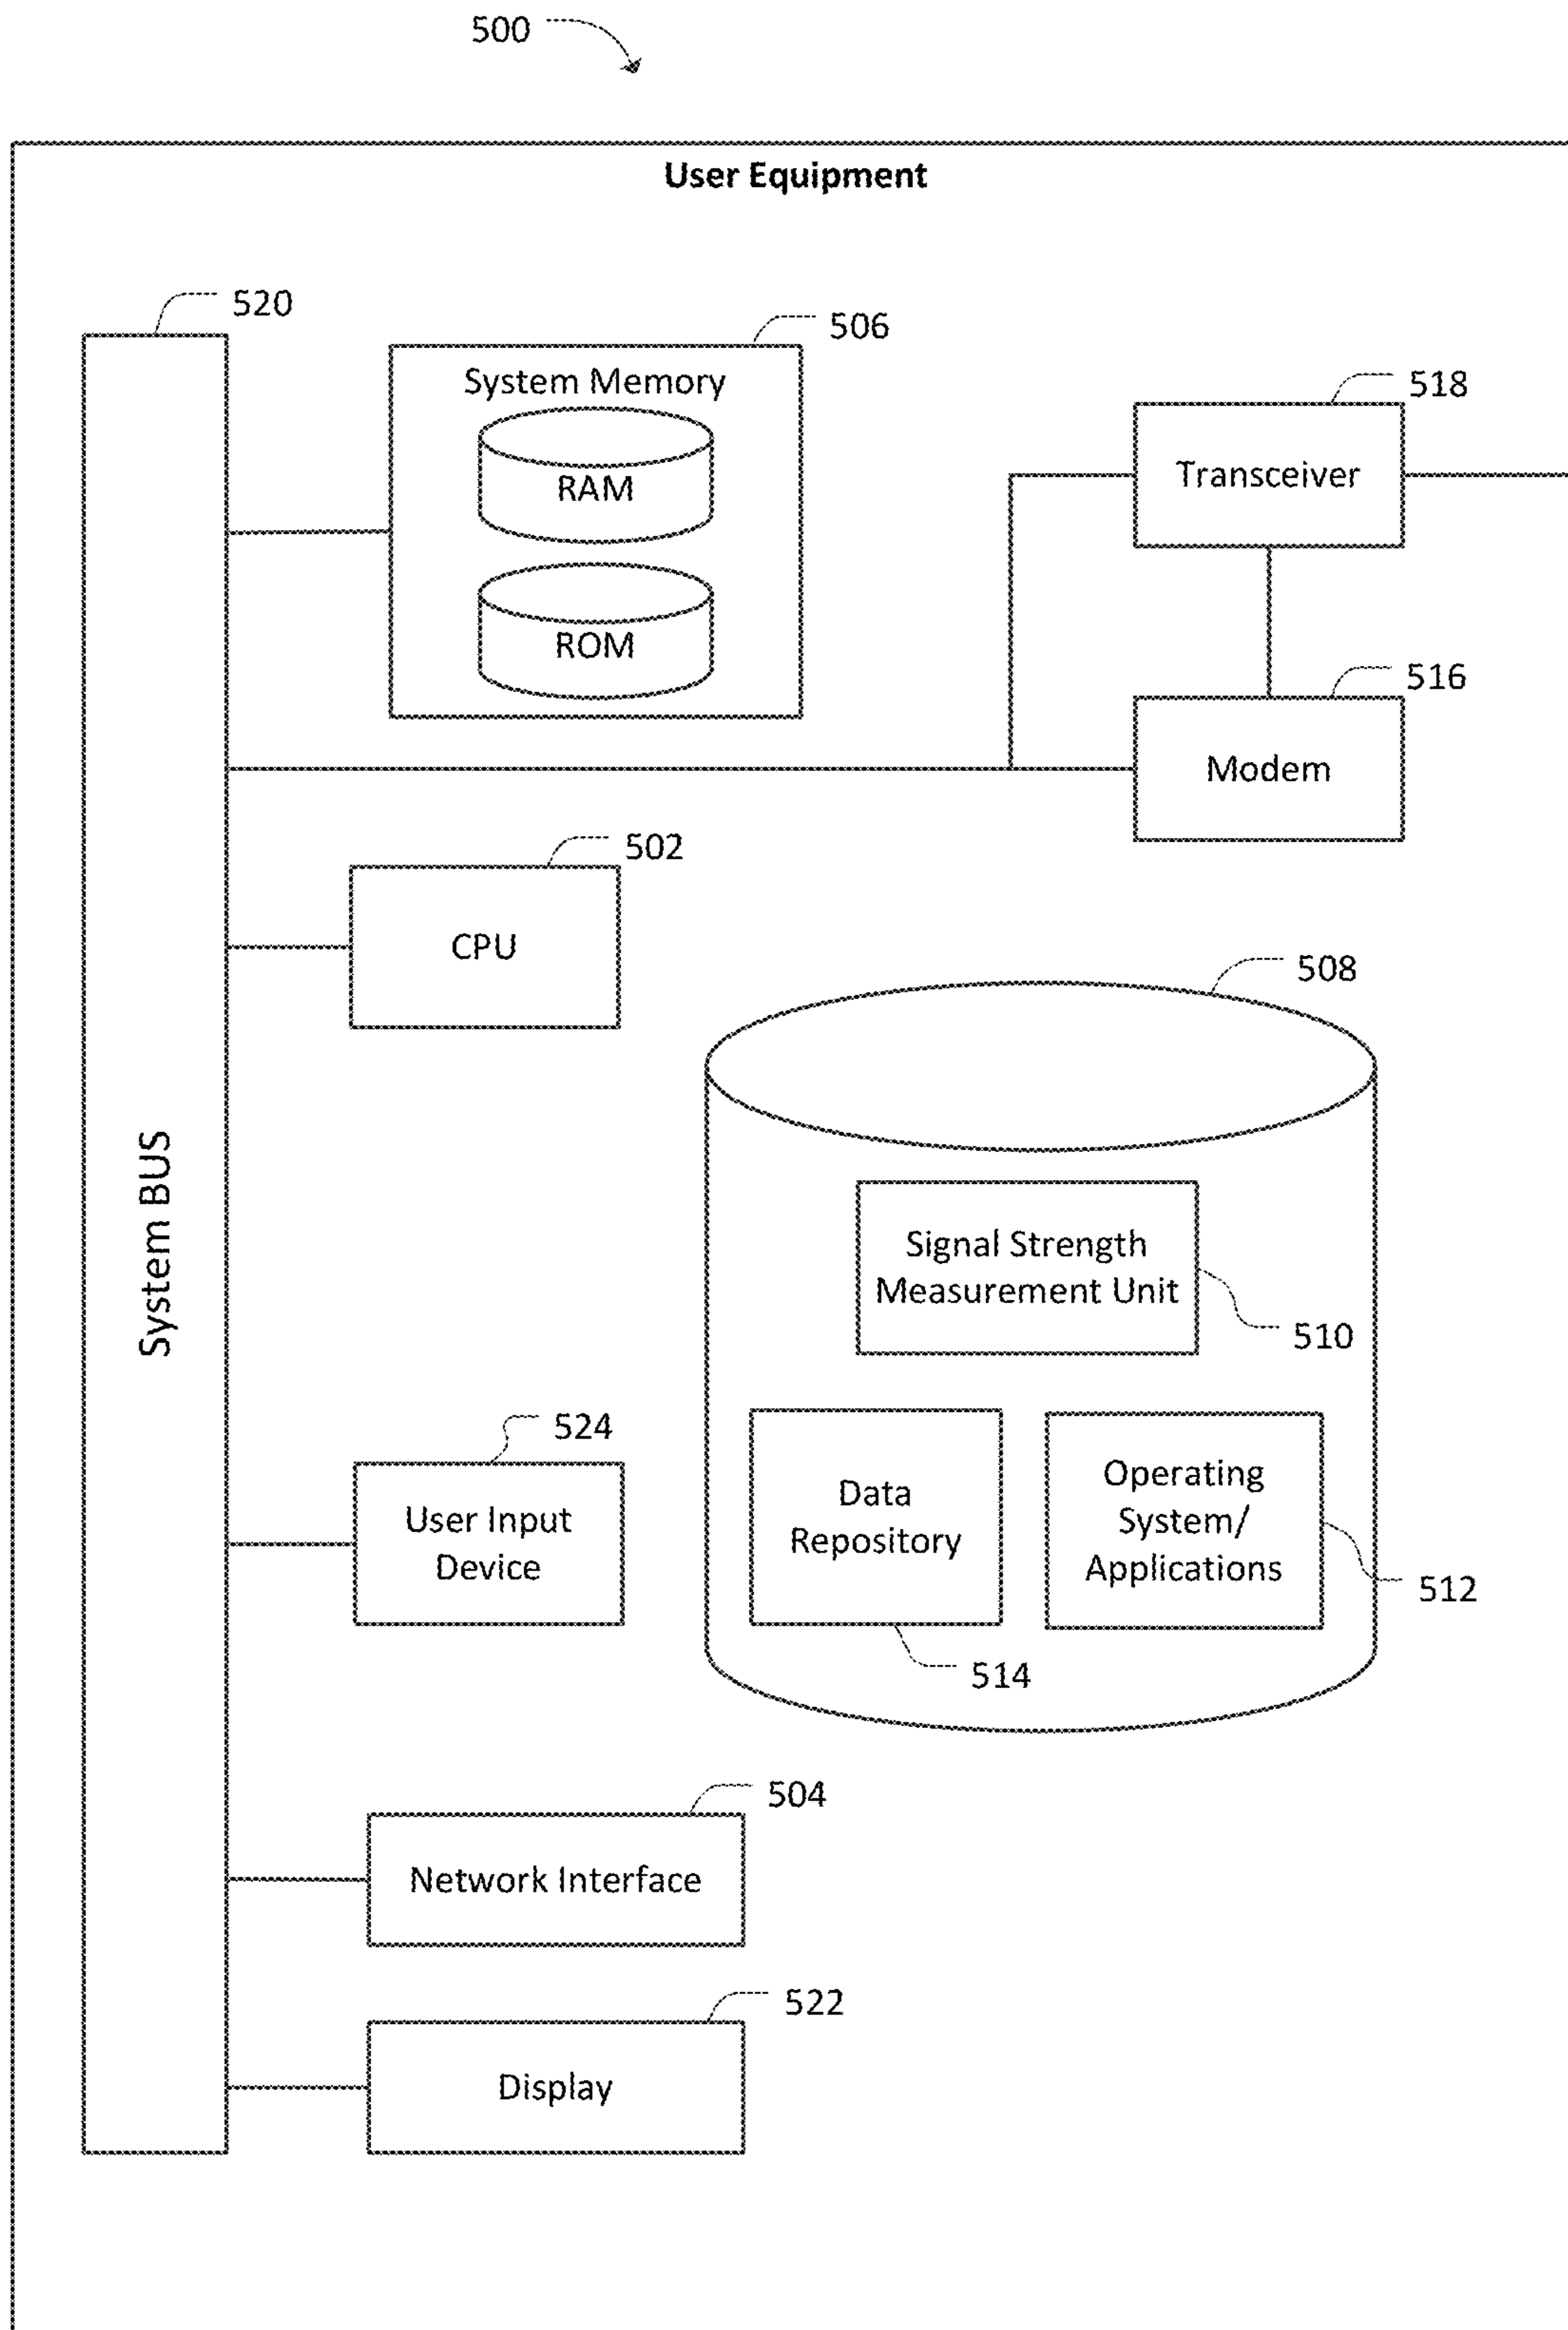 500
User Equipment
520
506
System Memory
RAM
ROM
518
Transceiver
516
Modem
502
CPU
508
System BUS
Signal Strength
Measurement Unit
510
524
User Input
Device
Data
Repository
Operating
System/
Applications
512
514
504
Network Interface
522
Display